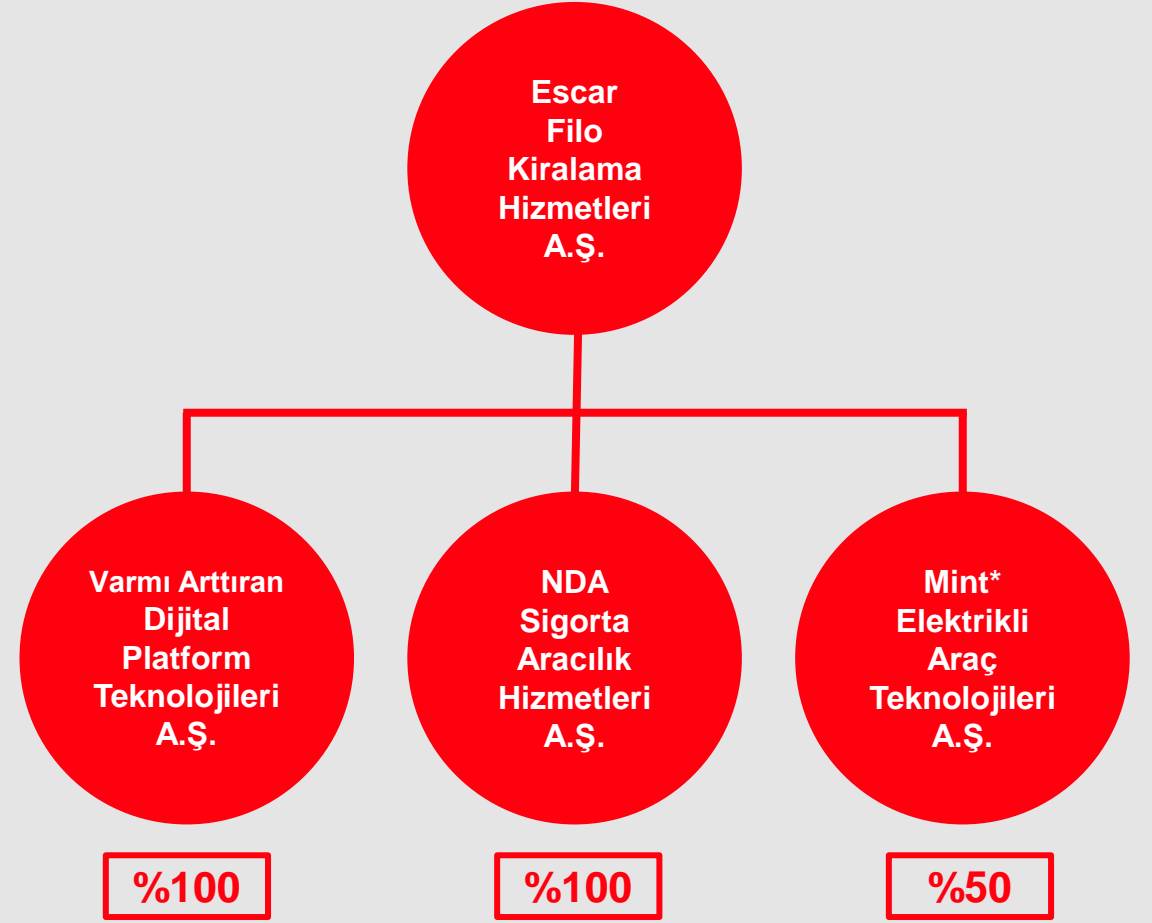 Escar
Filo
Kiralama
Hizmetleri
A.Ş.
Varmı Arttıran
Dijital
Platform
Teknolojileri
A.Ş.
NDA
Sigorta
Aracılık
Hizmetleri
A.Ş.
Mint*
Elektrikli
Araç
Teknolojileri
A.Ş.
%100
%100
%50